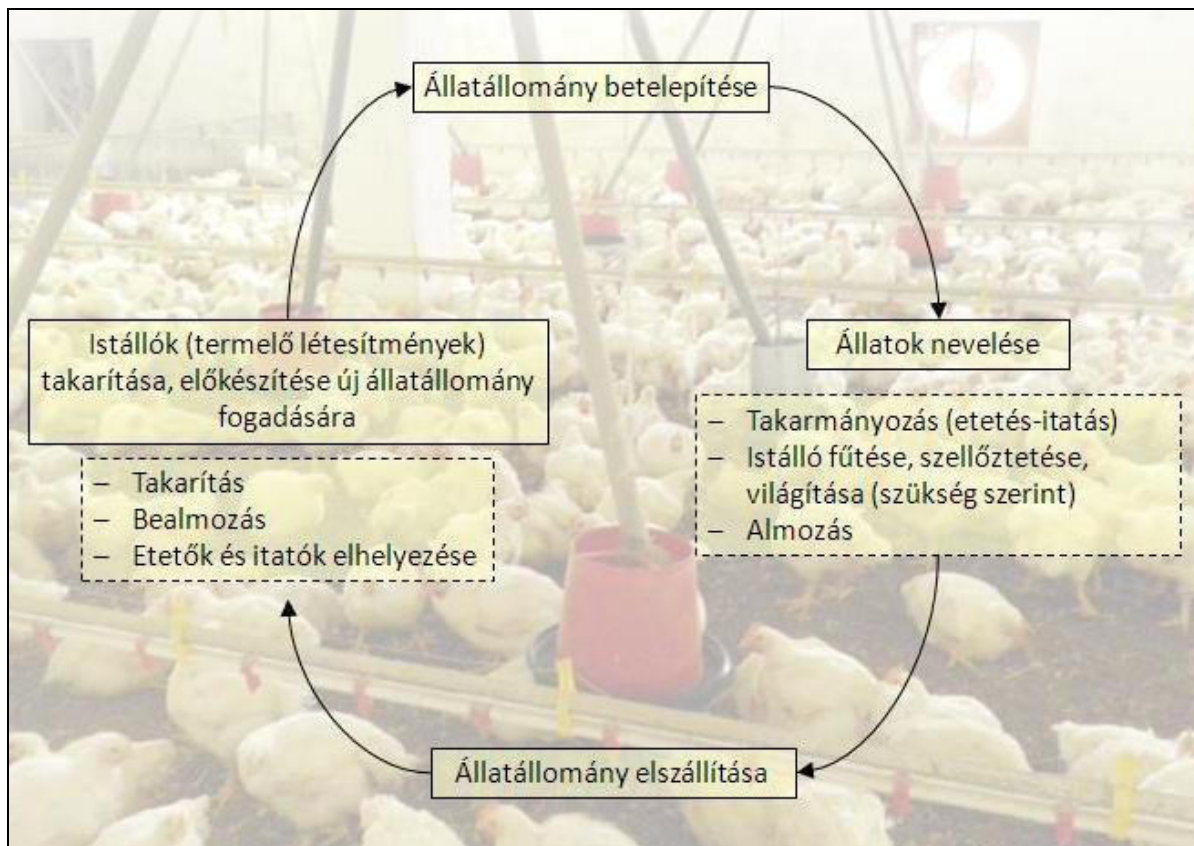 Állatállomány betelepítése
Állatok nevelése
– Takarmányozás (etetés-itatás)
– Istálló fűtése, szellőztetése,
világítása (szükség szerint)
– Almozás
Állatállomány elszállítása
Istállók (termelő létesítmények)
takarítása, előkészítése új állatállomány
fogadására
– Takarítás
– Bealmozás
– Etetők és itatók elhelyezése